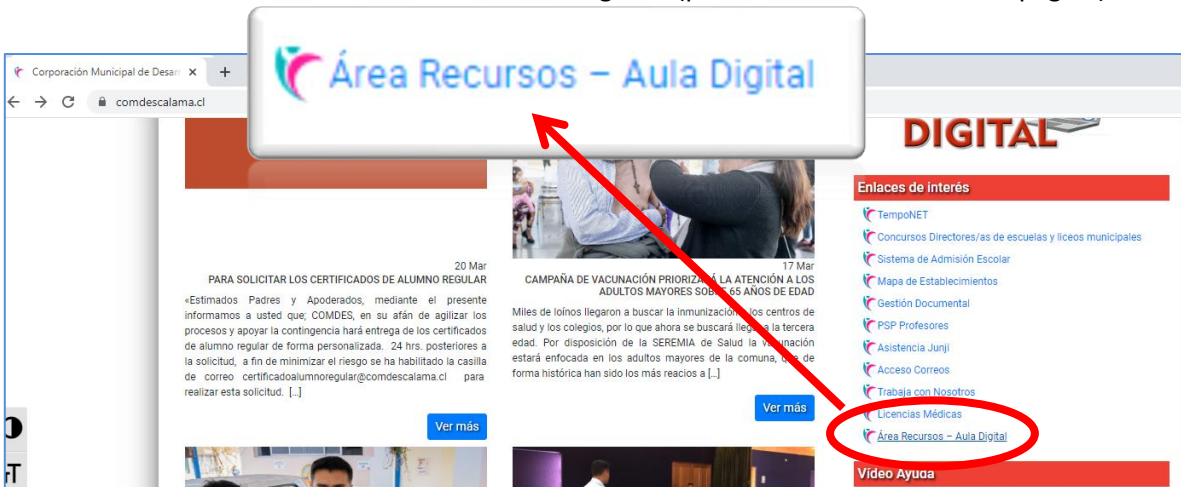 Área Recursos – Aula Digital
Corporación Municipal de Desarr
comdescalama.cl
DIGITAL
20 Mar
PARA SOLICITAR LOS CERTIFICADOS DE ALUMNO REGULAR
«Estimados Padres y Apoderados, mediante el presente
informamos a usted que; COMDES, en su afán de agilizar los
procesos y apoyar la contingencia hará entrega de los certificados
de alumno regular de forma personalizada. 24 hrs. posteriores a
la solicitud, a fin de minimizar el riesgo se ha habilitado la casilla
de correo certificadoalumnoregular@comdescalama.cl para
realizar esta solicitud. [...]
Ver más
17 Mar
CAMPAÑA DE VACUNACIÓN PRIORIZARÁ LA ATENCIÓN A LOS
ADULTOS MAYORES SOBRE 65 AÑOS DE EDAD
Miles de loínos llegaron a buscar la inmunización a los centros de
salud y los colegios, por lo que ahora se buscará llegar a la tercera
edad. Por disposición de la SEREMIA de Salud la vacunación
estará enfocada en los adultos mayores de la comuna, que de
forma histórica han sido los más reacios a [...]
Ver más
Enlaces de interés
TempoNET
Concursos Directores/as de escuelas y liceos municipales
Sistema de Admisión Escolar
Mapa de Establecimientos
Gestión Documental
PSP Profesores
Asistencia Junji
Acceso Correos
Trabaja con Nosotros
Licencias Médicas
Área Recursos – Aula Digital
Vídeo Ayuda